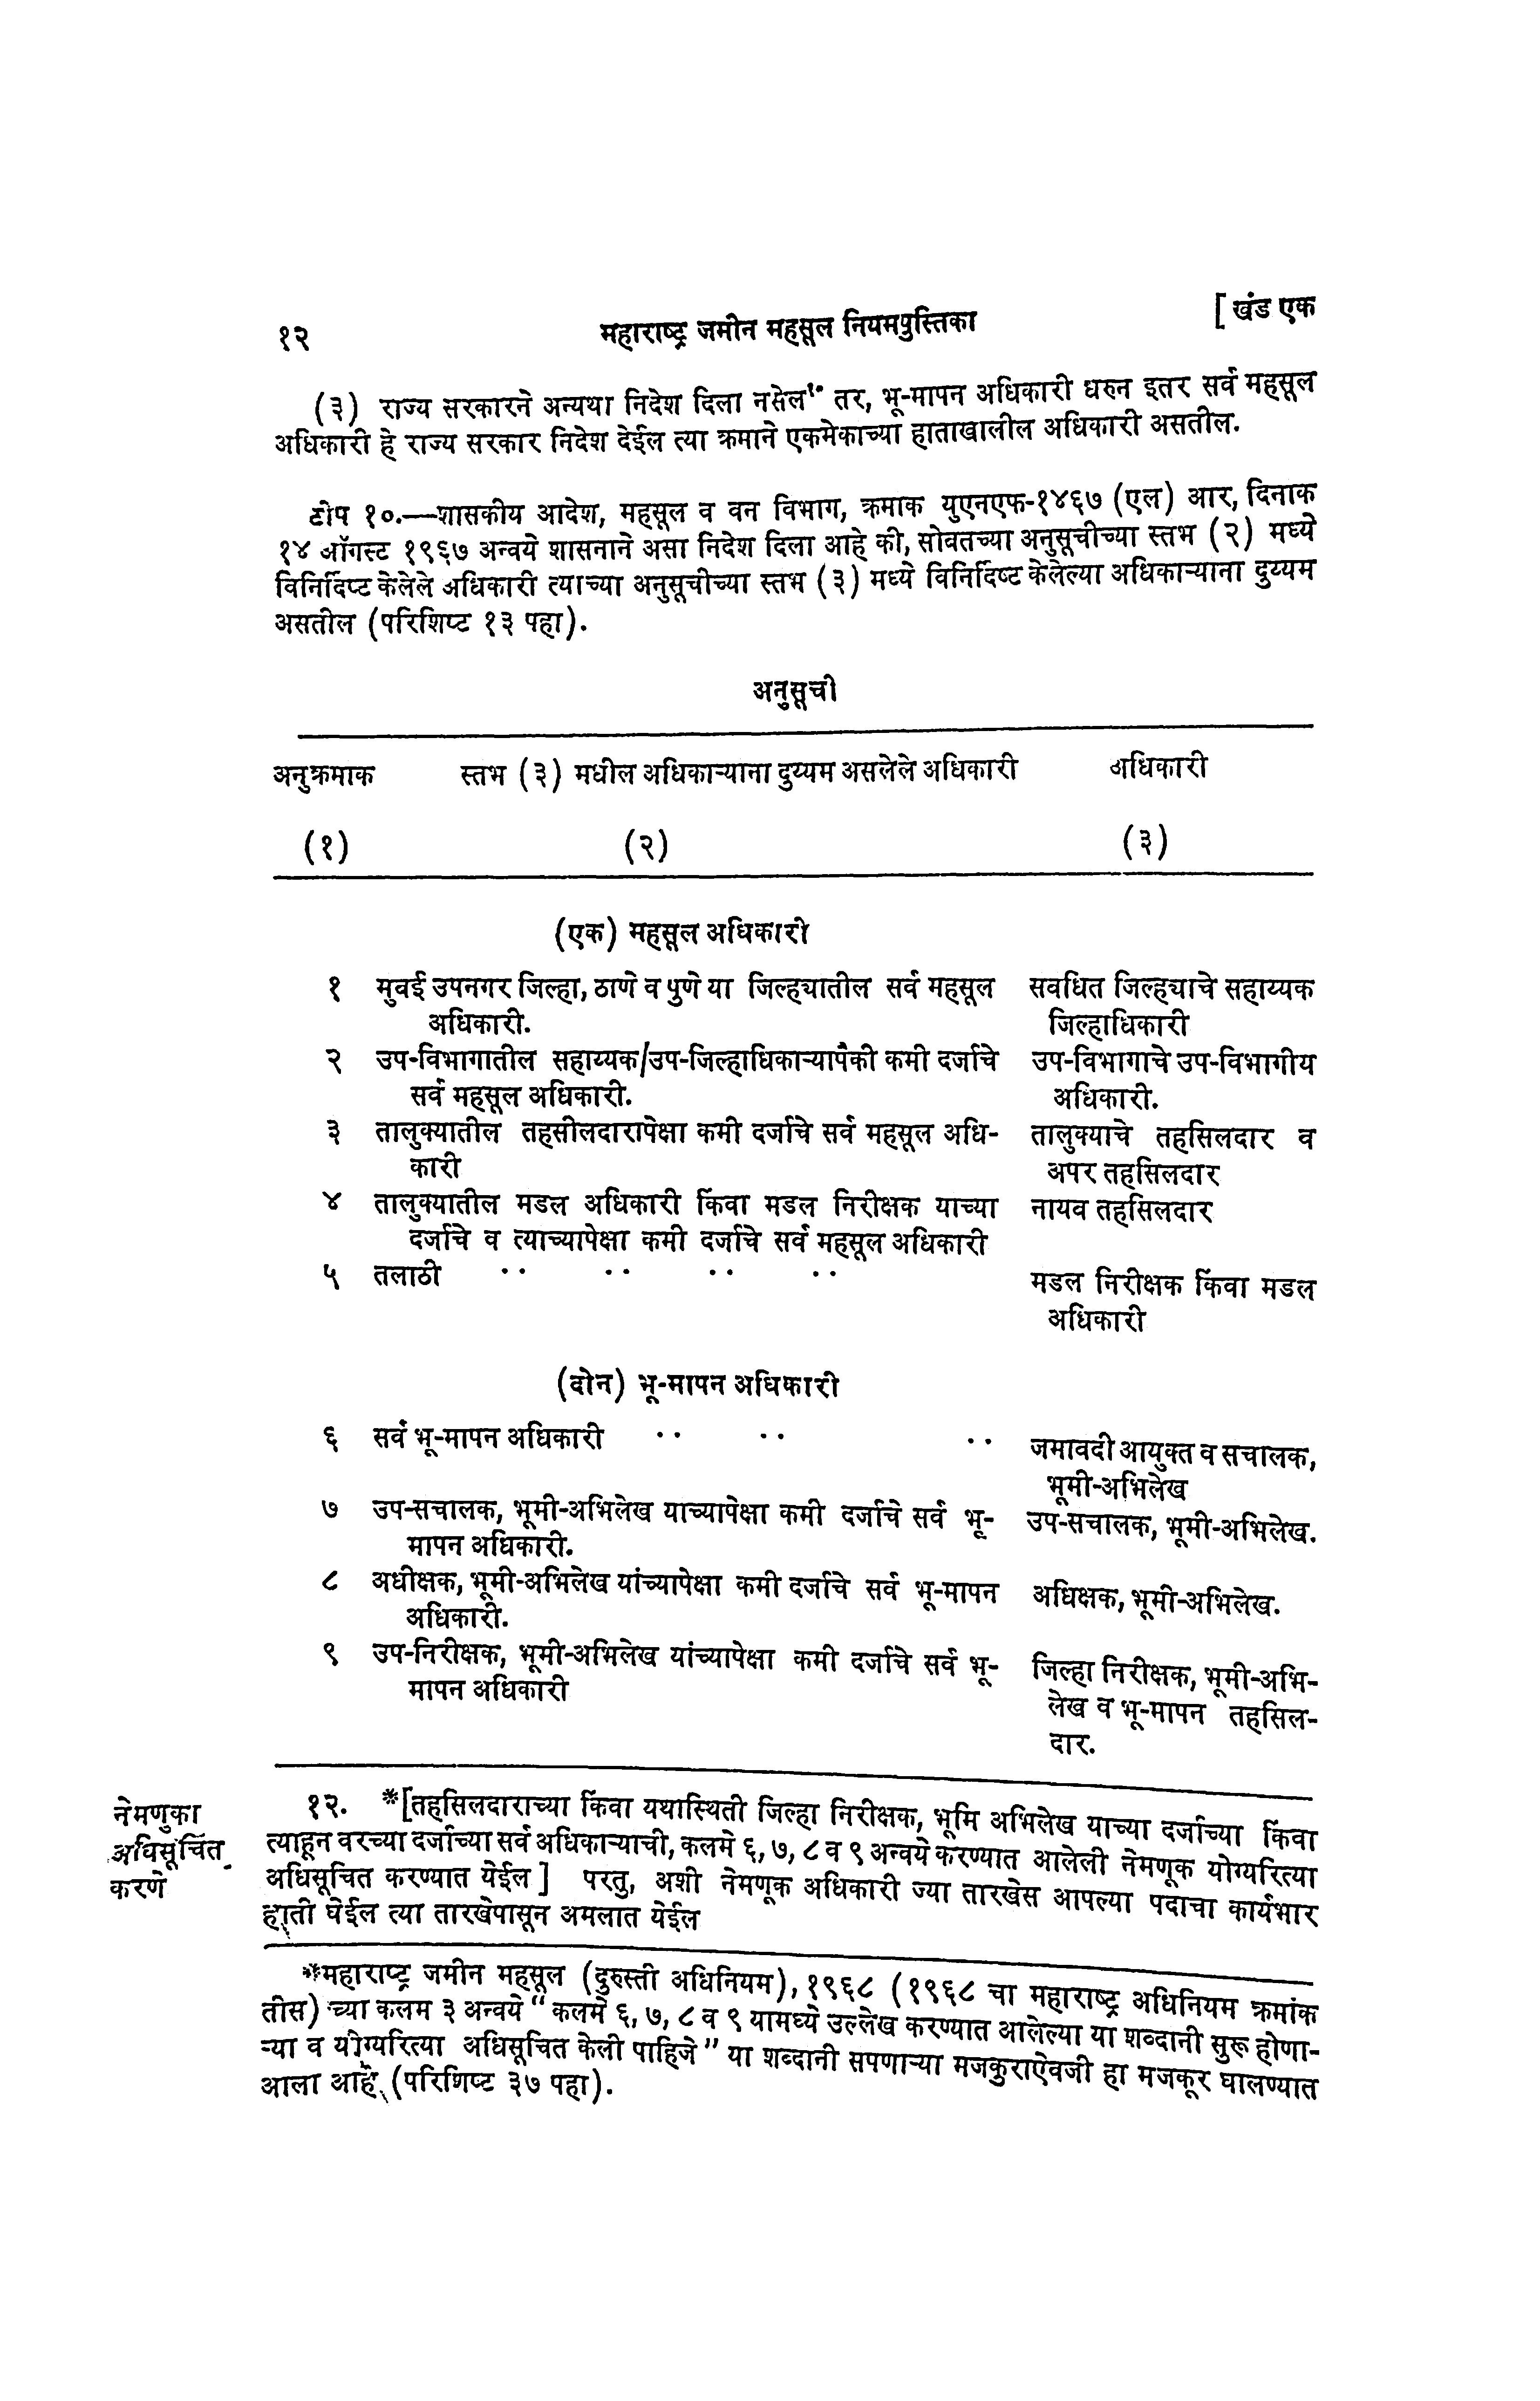 १२ महाराष्ट्र जमीन महसूल नियमपुस्तिका [ खंड एक
(३) राज्य सरकारने अन्यथा निदेश दिला नसेल तर, भू-मापन अधिकारी धरुन इतर सर्व महसूल
अधिकारी हे राज्य सरकार निदेश देईल त्या क्रमाने एकमेकाच्या हाताखालील अधिकारी असतील.
टीप १०.—शासकीय आदेश, महसूल व वन विभाग, क्रमाक युएनएफ-१४६७ (एल) आर, दिनाक
१४ ऑगस्ट १९६७ अन्वये शासनाने असा निदेश दिला आहे की, सोबतच्या अनुसूचीच्या स्तभ (२) मध्ये
विनिर्दिष्ट केलेले अधिकारी त्याच्या अनुसूचीच्या स्तभ (३) मध्ये विनिर्दिष्ट केलेल्या अधिकाऱ्याना दुय्यम
असतील (परिशिष्ट १३ पहा).
अनुसूची
अनुक्रमाक स्तभ (३) मधील अधिकाऱ्याना दुय्यम असलेले अधिकारी अधिकारी
(१) (२) (३)
(एक) महसूल अधिकारी
१ मुवई उपनगर जिल्हा, ठाणे व पुणे या जिल्ह्यातील सर्व महसूल सवधित जिल्ह्याचे सहाय्यक
अधिकारी. जिल्हाधिकारी
२ उप-विभागातील सहाय्यक/उप-जिल्हाधिकाऱ्यापैकी कमी दर्जाचे उप-विभागाचे उप-विभागीय
सर्व महसूल अधिकारी. अधिकारी.
३ तालुक्यातील तहसीलदारापेक्षा कमी दर्जाचे सर्व महसूल अधि- तालुक्याचे तहसिलदार व
कारी अपर तहसिलदार
४ तालुक्यातील मडल अधिकारी किंवा मडल निरीक्षक याच्या नायव तहसिलदार
दर्जाचे व त्याच्यापेक्षा कमी दर्जाचे सर्व महसूल अधिकारी
५ तलाठी .. .. .. .. मडल निरीक्षक किंवा मडल
अधिकारी
(दोन) भू-मापन अधिकारी
६ सर्व भू-मापन अधिकारी .. .. .. जमावदी आयुक्त व सचालक,
भूमी-अभिलेख
७ उप-सचालक, भूमी-अभिलेख याच्यापेक्षा कमी दर्जाचे सर्व भू- उप-सचालक, भूमी-अभिलेख.
मापन अधिकारी.
८ अधीक्षक, भूमी-अभिलेख यांच्यापेक्षा कमी दर्जाचे सर्व भू-मापन अधिक्षक, भूमी-अभिलेख.
अधिकारी.
९ उप-निरीक्षक, भूमी-अभिलेख यांच्यापेक्षा कमी दर्जाचे सर्व भू- जिल्हा निरीक्षक, भूमी-अभि-
मापन अधिकारी लेख व भू-मापन तहसिल-
दार.
नेमणुका
अधिसूचित
करणे
१२. *[तहसिलदाराच्या किंवा यथास्थिती जिल्हा निरीक्षक, भूमि अभिलेख याच्या दर्जाच्या किंवा
त्याहून वरच्या दर्जाच्या सर्व अधिकाऱ्याची, कलमे ६, ७, ८ व ९ अन्वये करण्यात आलेली नेमणूक योग्यरित्या
अधिसूचित करण्यात येईल ] परतु, अशी नेमणूक अधिकारी ज्या तारखेस आपल्या पदाचा कार्यभार
हाती घेईल त्या तारखेपासून अमलात येईल
*महाराष्ट्र जमीन महसूल (दुरुस्ती अधिनियम), १९६८ (१९६८ चा महाराष्ट्र अधिनियम क्रमांक
तीस) च्या कलम ३ अन्वये “ कलमे ६, ७, ८ व ९ यामध्ये उल्लेख करण्यात आलेल्या या शब्दानी सुरू होणा-
ऱ्या व योग्यरित्या अधिसूचित केली पाहिजे ” या शब्दानी सपणाऱ्या मजकुराऐवजी हा मजकूर घालण्यात
आला आहे (परिशिष्ट ३७ पहा).